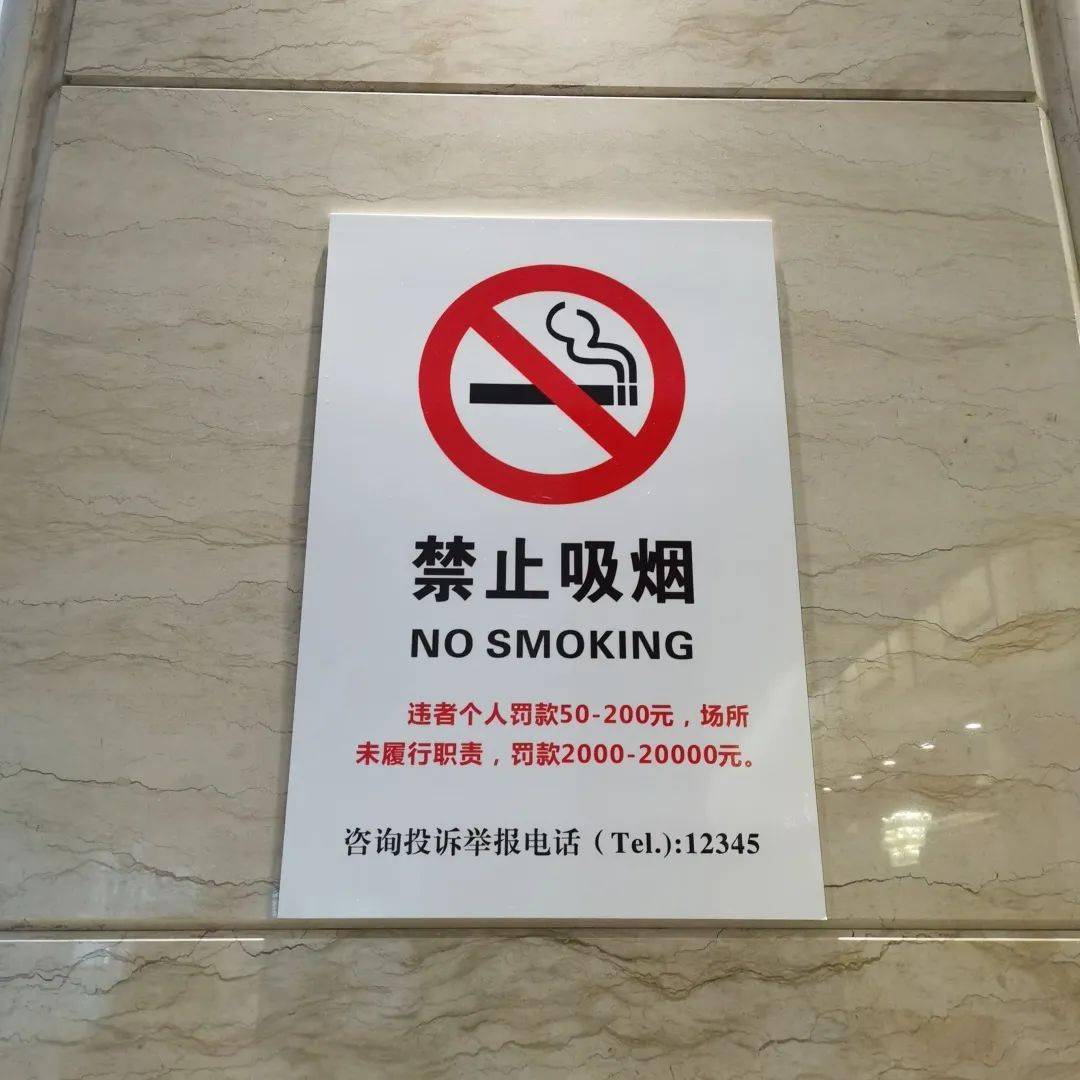 禁止吸烟
NO SMOKING
违者个人罚款50-200元，场所
未履行职责，罚款2000-20000元。
咨询投诉举报电话（Tel.):12345